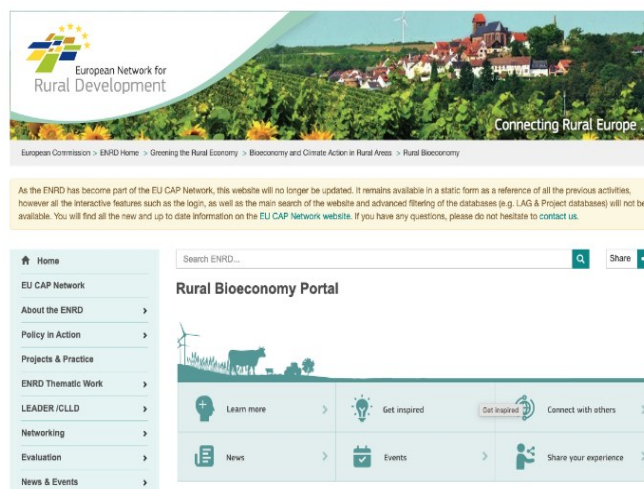 European Network for
Rural Development
Connecting Rural Europe ...
European Commission > ENRD Home > Greening the Rural Economy > Bioeconomy and Climate Action in Rural Areas > Rural Bioeconomy
As the ENRD has become part of the EU CAP Network, this website will no longer be updated. It remains available in a static form as a reference of all the previous activities,
however all the interactive features such as the login, as well as the main search of the website and advanced filtering of the databases (e.g. LAG & Project databases) will not be
available. You will find all the new and up to date information on the EU CAP Network website. If you have any questions, please do not hesitate to contact us.
Home
Search ENRD...
Share
EU CAP Network
Rural Bioeconomy Portal
About the ENRD
Policy in Action
Projects & Practice
ENRD Thematic Work
LEADER /CLLD
Networking
Evaluation
News & Events
Learn more
Get inspired
Get inspired
Connect with others
News
Events
Share your experience